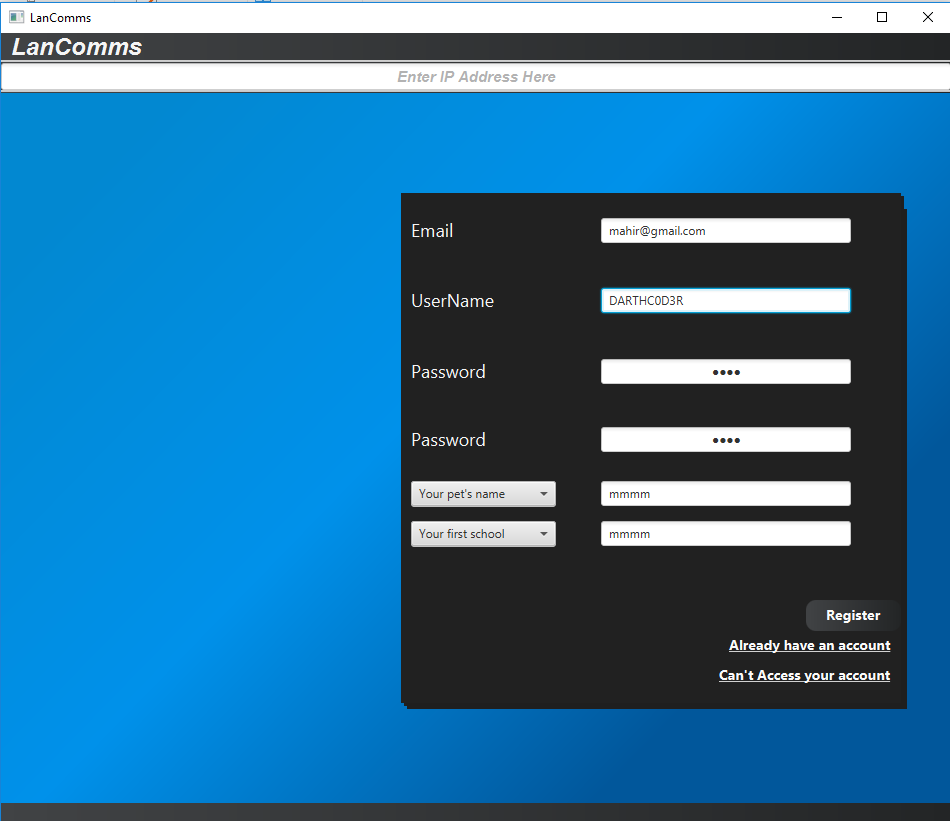 LanComms
LanComms
Enter IP Address Here
Email mahir@gmail.com
UserName DARTHC0D3R
Password ••••
Password ••••
Your pet's name mmmm
Your first school mmmm
Register
Already have an account
Can't Access your account